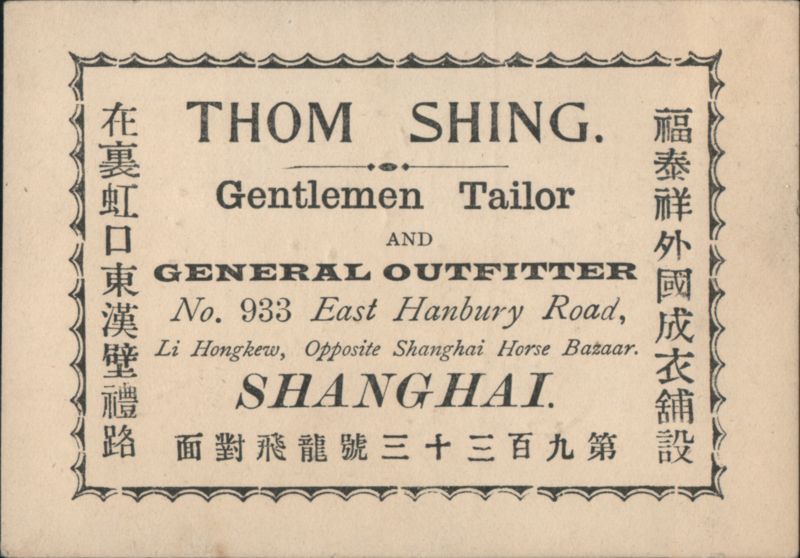 THOM SHING.
Gentlemen Tailor
AND
GENERAL OUTFITTER
No. 933 East Hanbury Road,
Li Hongkew, Opposite Shanghai Horse Bazaar.
SHANGHAI.
福泰祥外國成衣舖設
在裏虹口東漢壁禮路
第九百三十三號龍飛對面